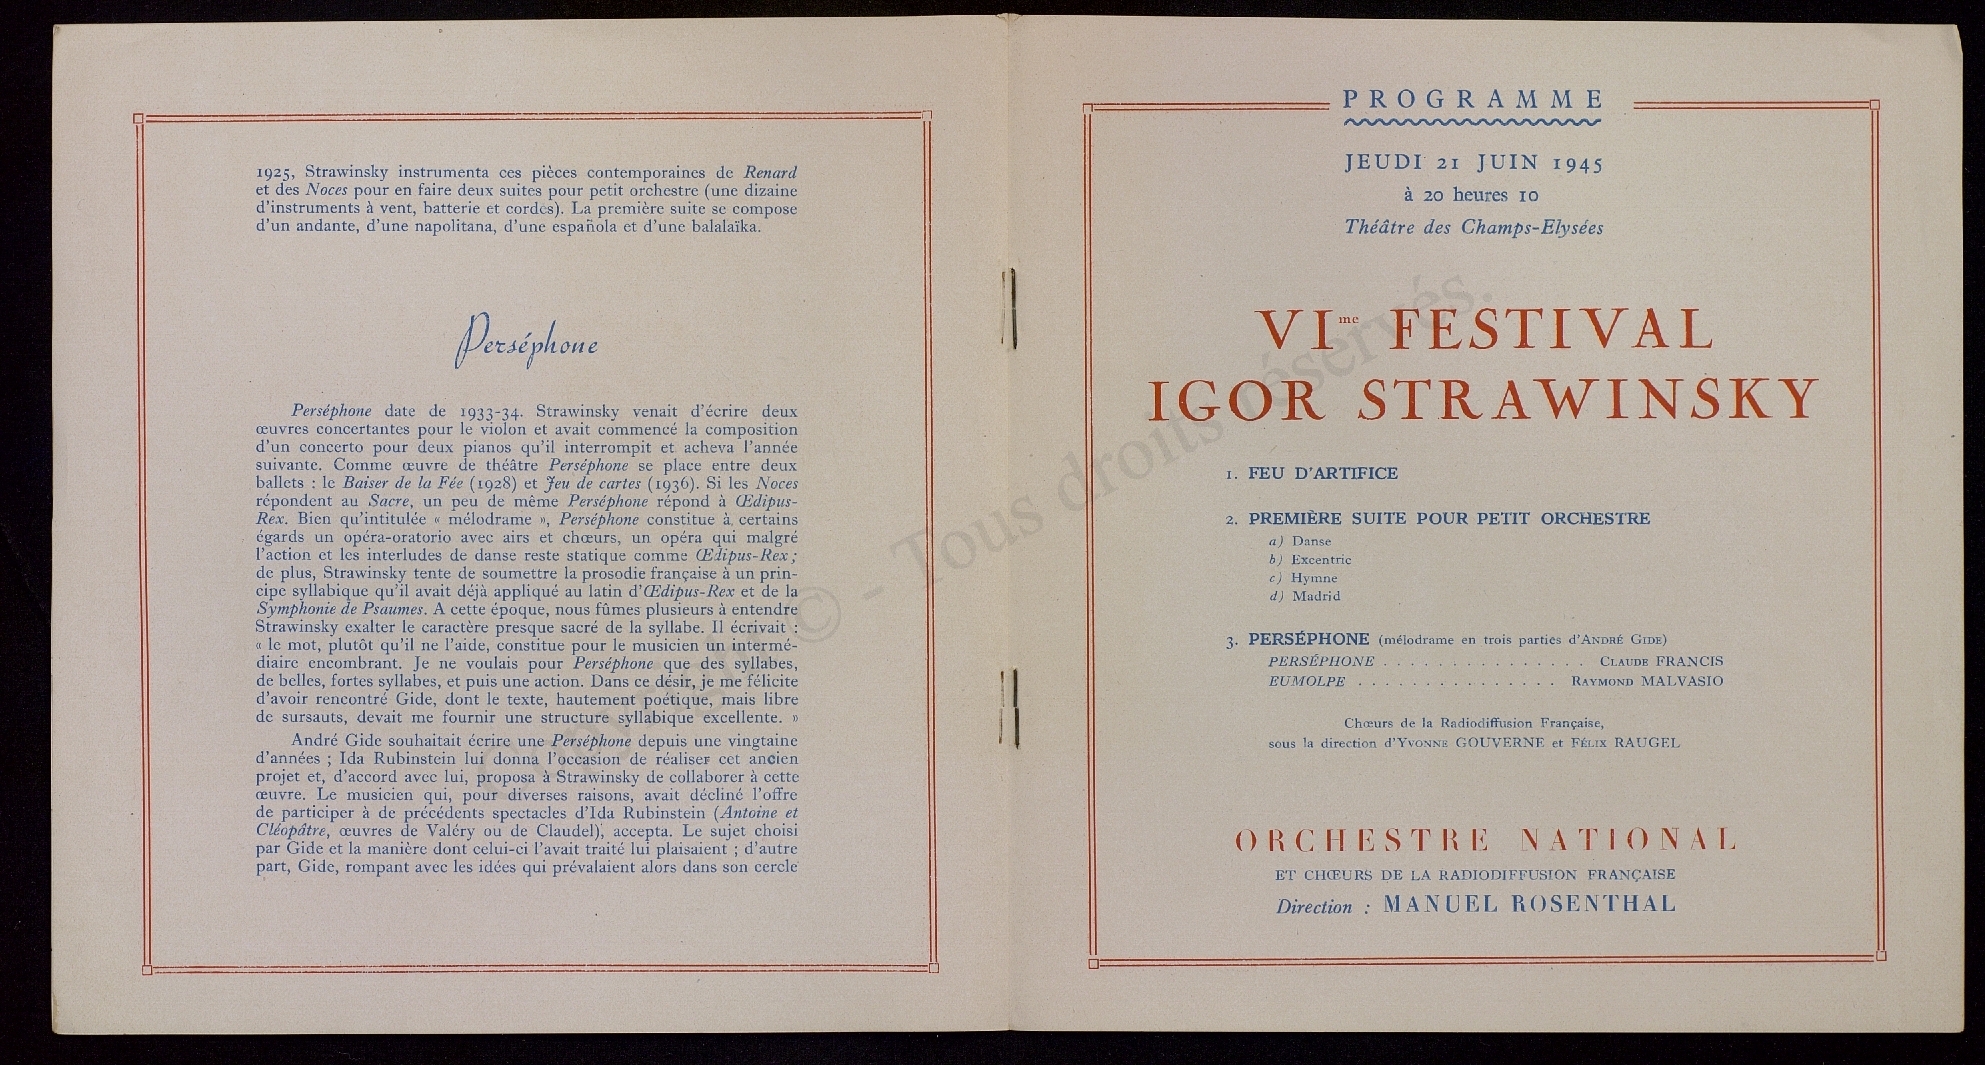 1925, Strawinsky instrumenta ces pièces contemporaines de Renard
et des Noces pour en faire deux suites pour petit orchestre (une dizaine
d'instruments à vent, batterie et cordes). La première suite se compose
d'un andante, d'une napolitana, d'une española et d'une balalaïka.
Perséphone
Perséphone date de 1933-34. Strawinsky venait d'écrire deux
œuvres concertantes pour le violon et avait commencé la composition
d'un concerto pour deux pianos qu'il interrompit et acheva l'année
suivante. Comme œuvre de théâtre Perséphone se place entre deux
ballets : le Baiser de la Fée (1928) et Jeu de cartes (1936). Si les Noces
répondent au Sacre, un peu de même Perséphone répond à Œdipus-
Rex. Bien qu'intitulée « mélodrame », Perséphone constitue à certains
égards un opéra-oratorio avec airs et chœurs, un opéra qui malgré
l'action et les interludes de danse reste statique comme Œdipus-Rex ;
de plus, Strawinsky tente de soumettre la prosodie française à un prin-
cipe syllabique qu'il avait déjà appliqué au latin d'Œdipus-Rex et de la
Symphonie de Psaumes. A cette époque, nous fûmes plusieurs à entendre
Strawinsky exalter le caractère presque sacré de la syllabe. Il écrivait :
« le mot, plutôt qu'il ne l'aide, constitue pour le musicien un intermé-
diaire encombrant. Je ne voulais pour Perséphone que des syllabes,
de belles, fortes syllabes, et puis une action. Dans ce désir, je me félicite
d'avoir rencontré Gide, dont le texte, hautement poétique, mais libre
de sursauts, devait me fournir une structure syllabique excellente. »
André Gide souhaitait écrire une Perséphone depuis une vingtaine
d'années ; Ida Rubinstein lui donna l'occasion de réaliser cet ancien
projet et, d'accord avec lui, proposa à Strawinsky de collaborer à cette
œuvre. Le musicien qui, pour diverses raisons, avait décliné l'offre
de participer à de précédents spectacles d'Ida Rubinstein (Antoine et
Cléopâtre, œuvres de Valéry ou de Claudel), accepta. Le sujet choisi
par Gide et la manière dont celui-ci l'avait traité lui plaisaient ; d'autre
part, Gide, rompant avec les idées qui prévalaient alors dans son cercle
PROGRAMME
JEUDI 21 JUIN 1945
à 20 heures 10
Théâtre des Champs-Elysées
VIme FESTIVAL
IGOR STRAWINSKY
1. FEU D'ARTIFICE
2. PREMIÈRE SUITE POUR PETIT ORCHESTRE
a) Danse
b) Excentric
c) Hymne
d) Madrid
3. PERSÉPHONE (mélodrame en trois parties d'ANDRÉ GIDE)
PERSÉPHONE . . . . . . . . . . . . . . . CLAUDE FRANCIS
EUMOLPE . . . . . . . . . . . . . . . RAYMOND MALVASIO
Chœurs de la Radiodiffusion Française,
sous la direction d'YVONNE GOUVERNE et FÉLIX RAUGEL
ORCHESTRE NATIONAL
ET CHŒURS DE LA RADIODIFFUSION FRANÇAISE
Direction : MANUEL ROSENTHAL
Copyright © - Tous droits réservés.